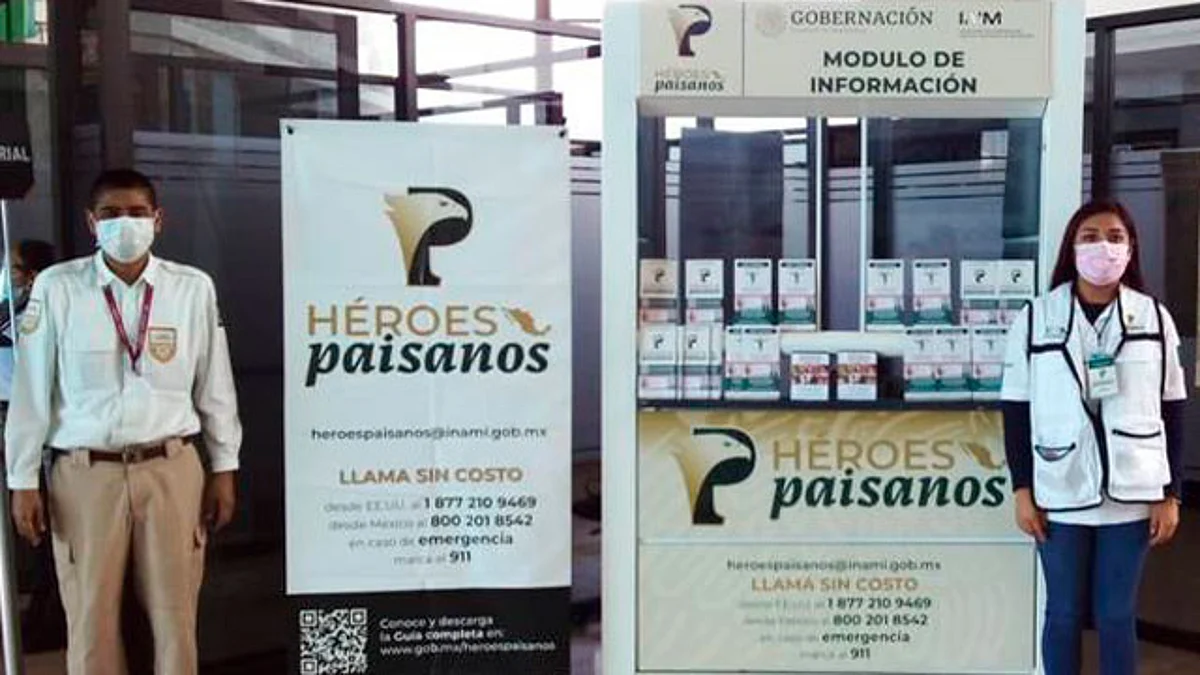 RIAL
HÉROES
paisanos
heroespaisanos@inami.gob.mx
LLAMA SIN COSTO
desde EE.UU. al 1 877 210 9469
desde México al 800 201 8542
en caso de emergencia
marca al 911
Conoce y descarga
la Guía completa en:
www.gob.mx/heroespaisanos
HÉROES
paisanos
GOBERNACIÓN
MODULO DE
INFORMACIÓN
HÉROES
paisanos
heroespaisanos@inami.gob.mx
LLAMA SIN COSTO
desde EE.UU. al 1 877 210 9469
desde México al 800 201 8542
en caso de emergencia
marca al 911